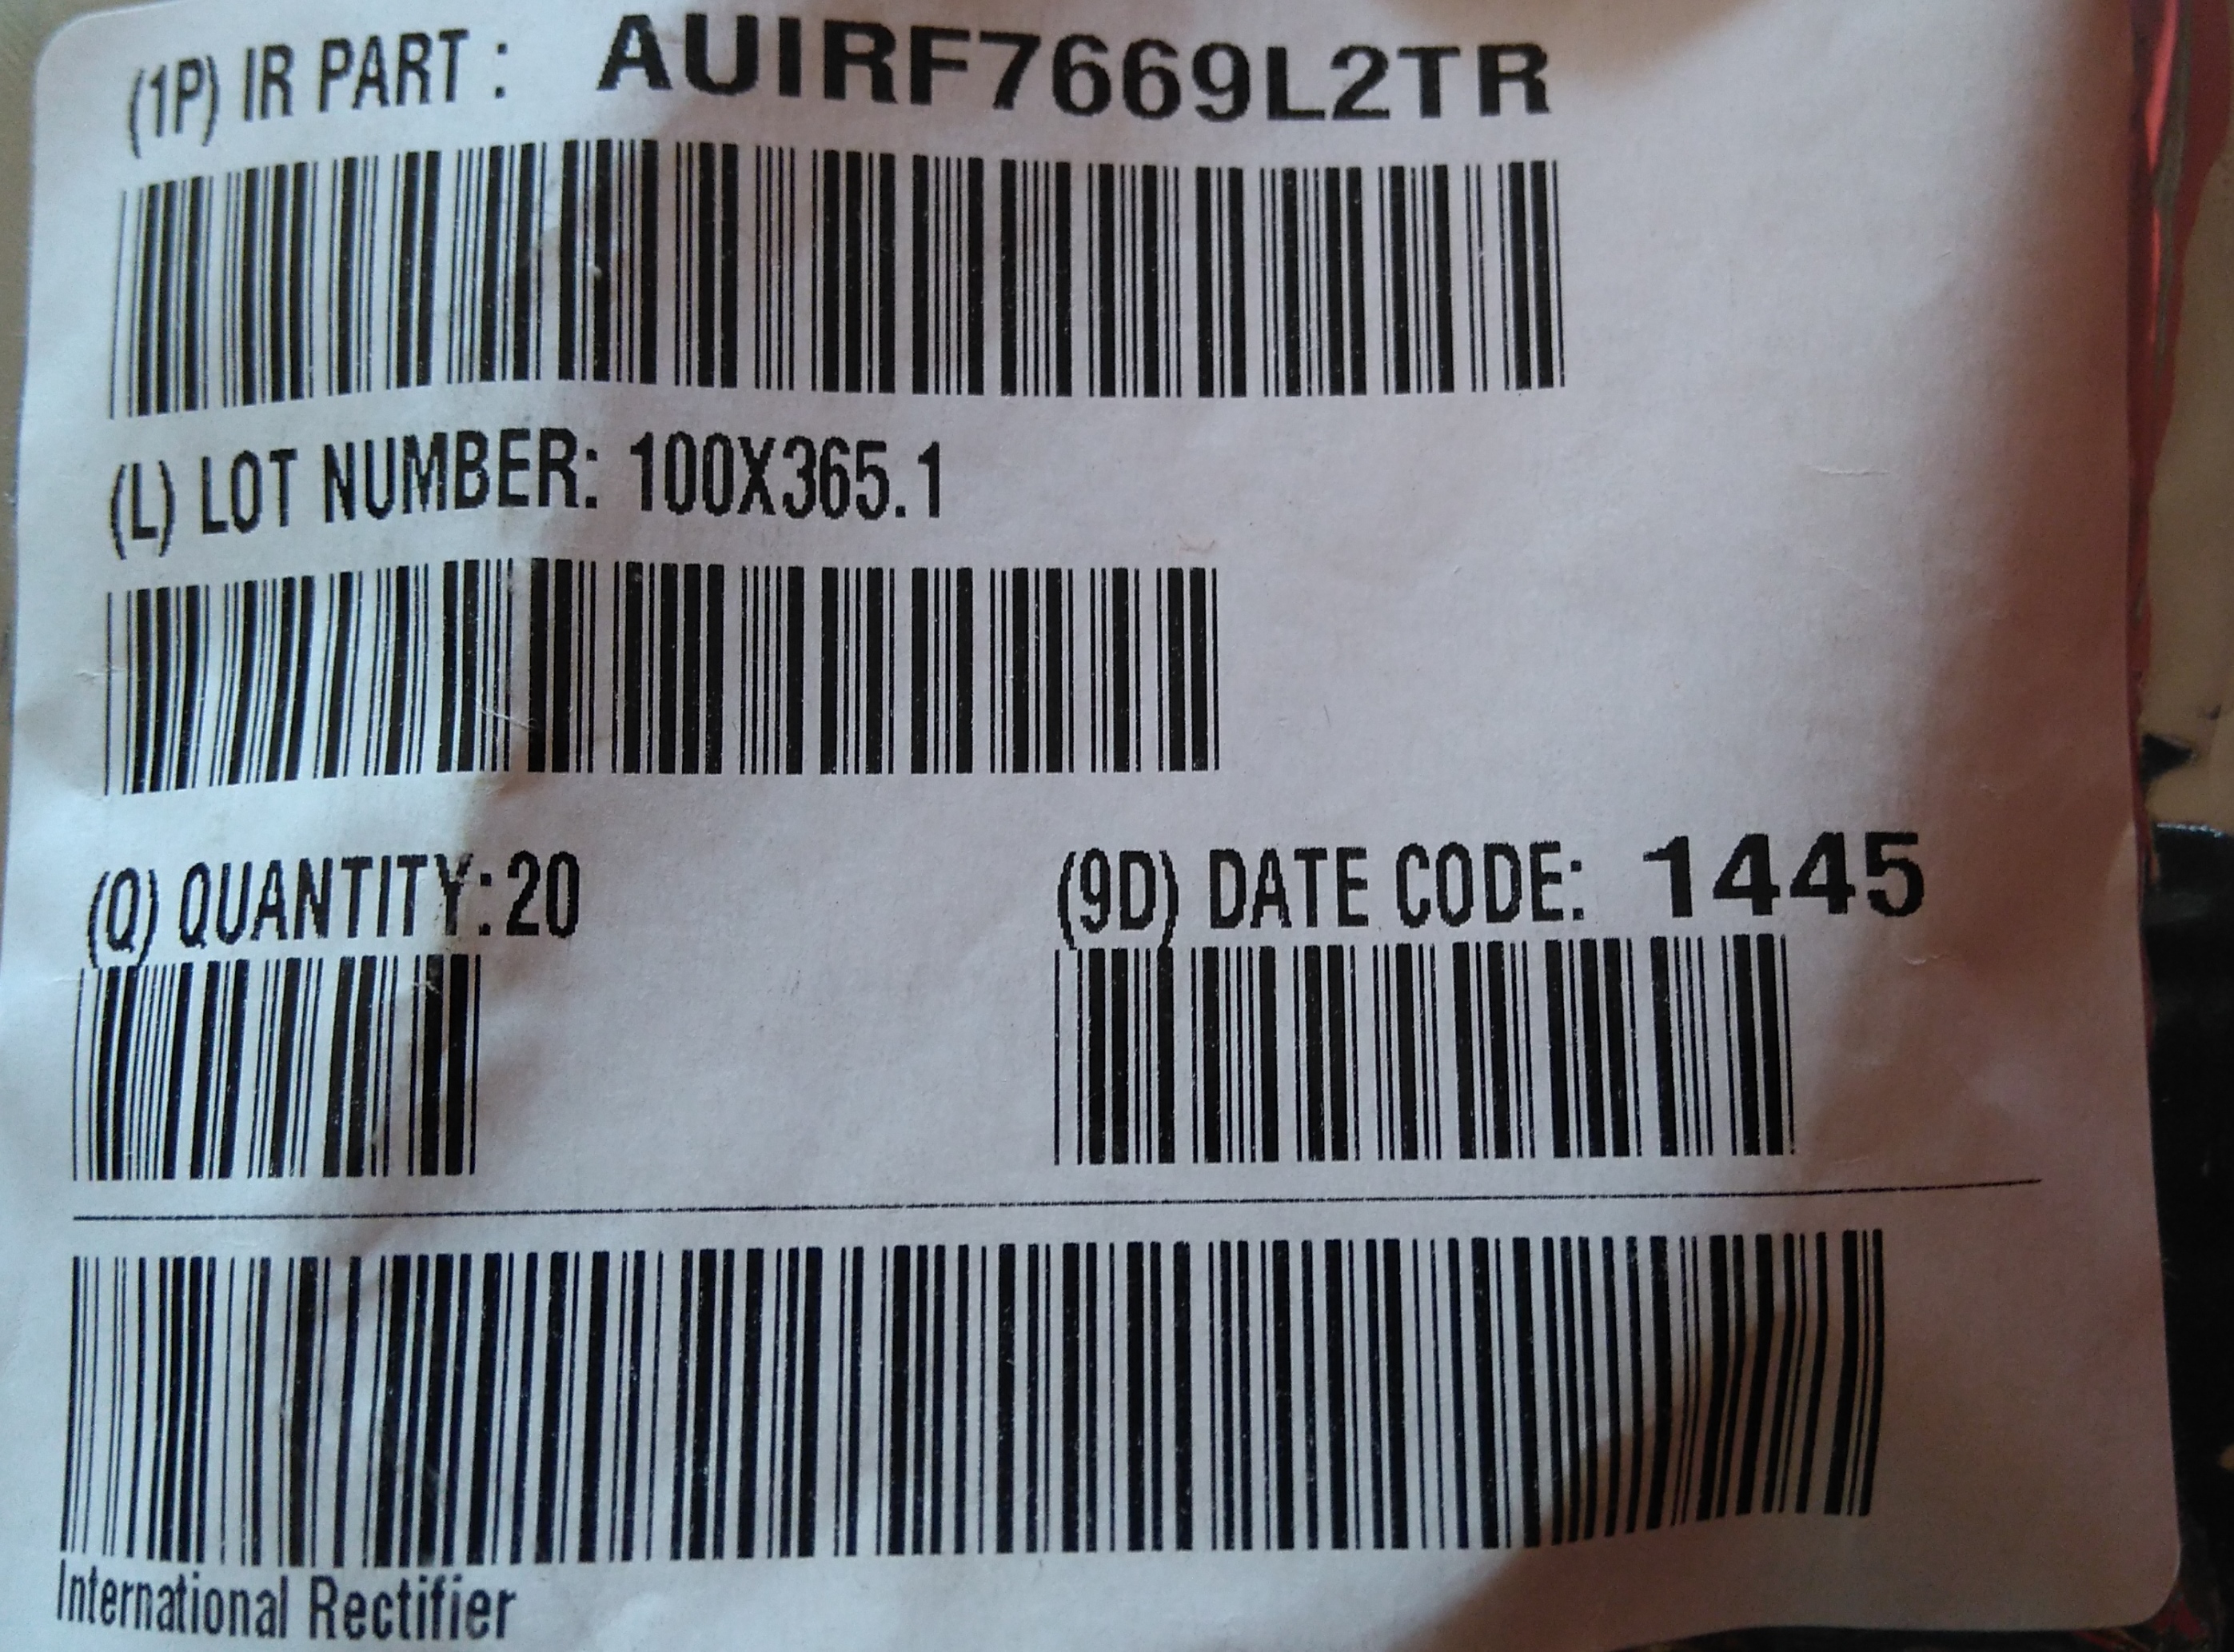 (1P) IR PART : AUIRF7669L2TR
(L) LOT NUMBER: 100X365.1
(Q) QUANTITY:20 (9D) DATE CODE: 1445
International Rectifier